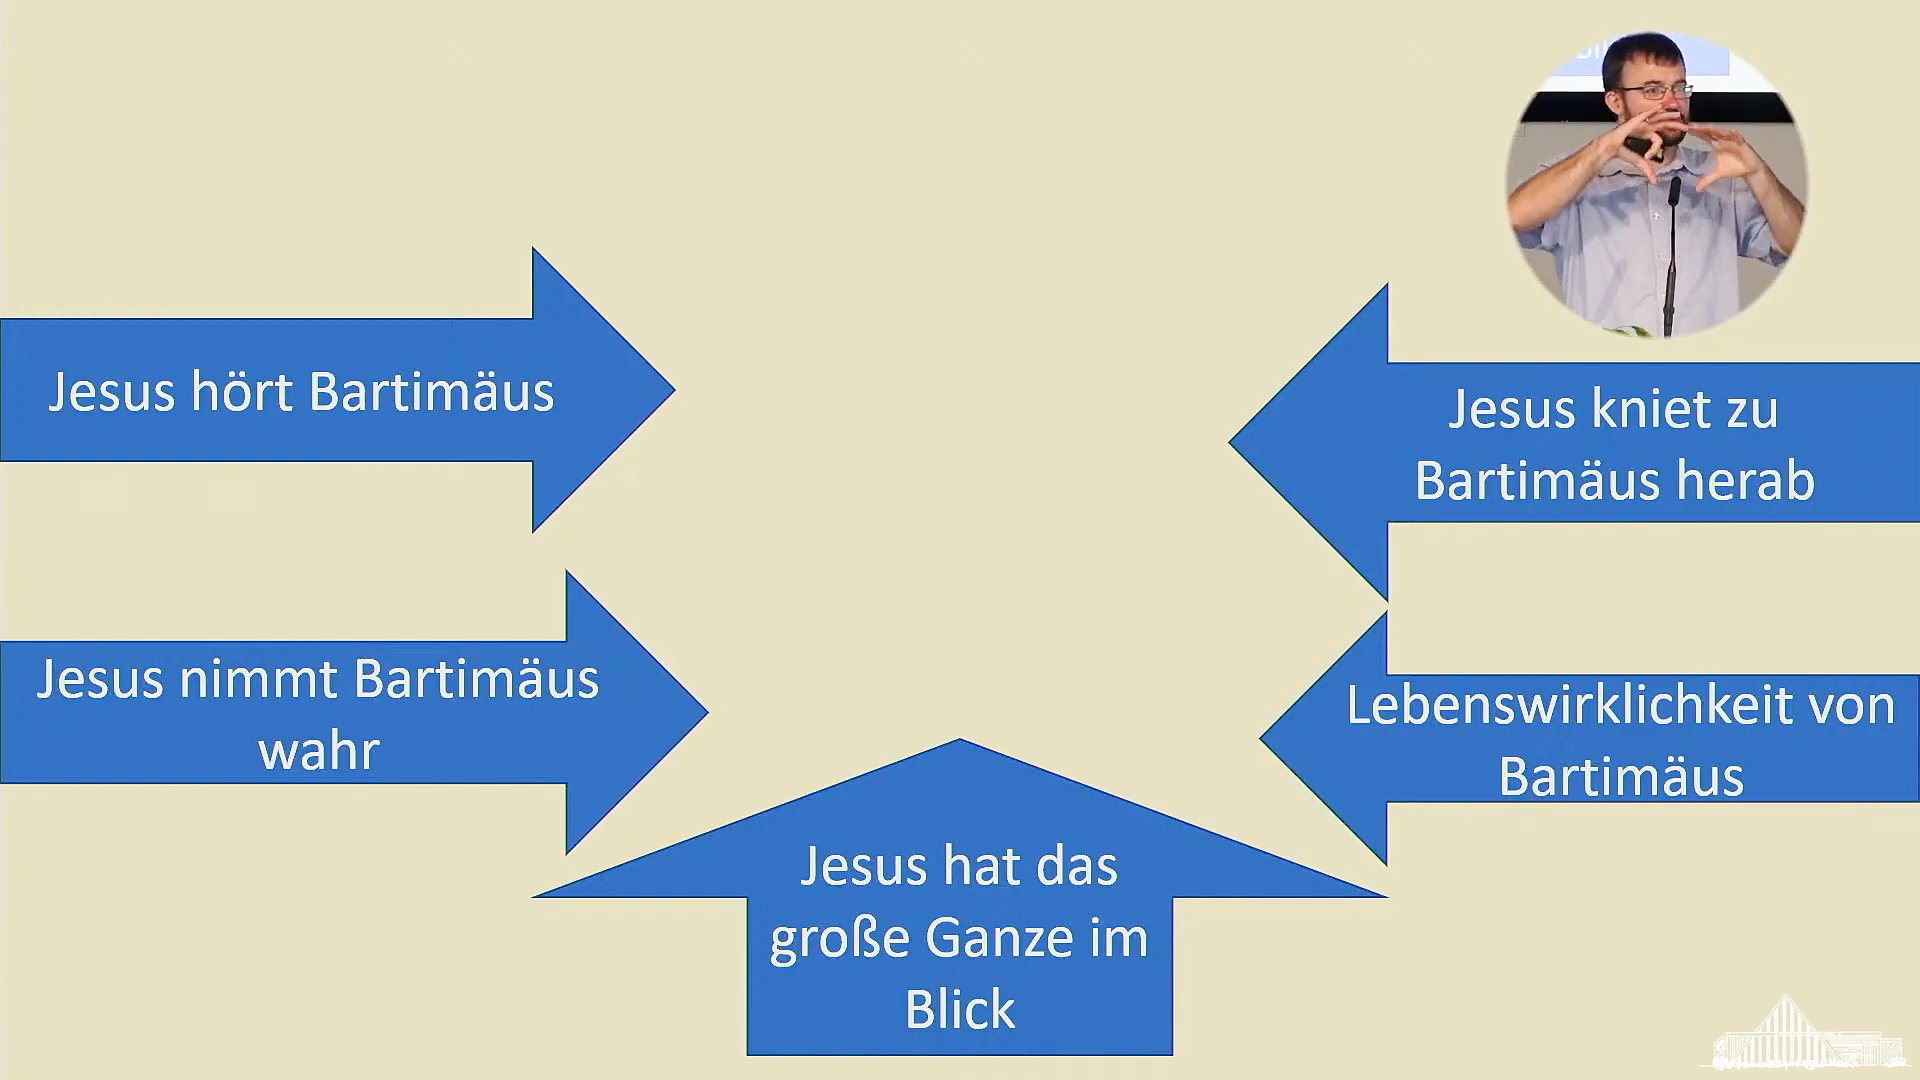 Jesus hört Bartimäus
Jesus kniet zu
Bartimäus herab
Jesus nimmt Bartimäus
wahr
Lebenswirklichkeit von
Bartimäus
Jesus hat das
große Ganze im
Blick